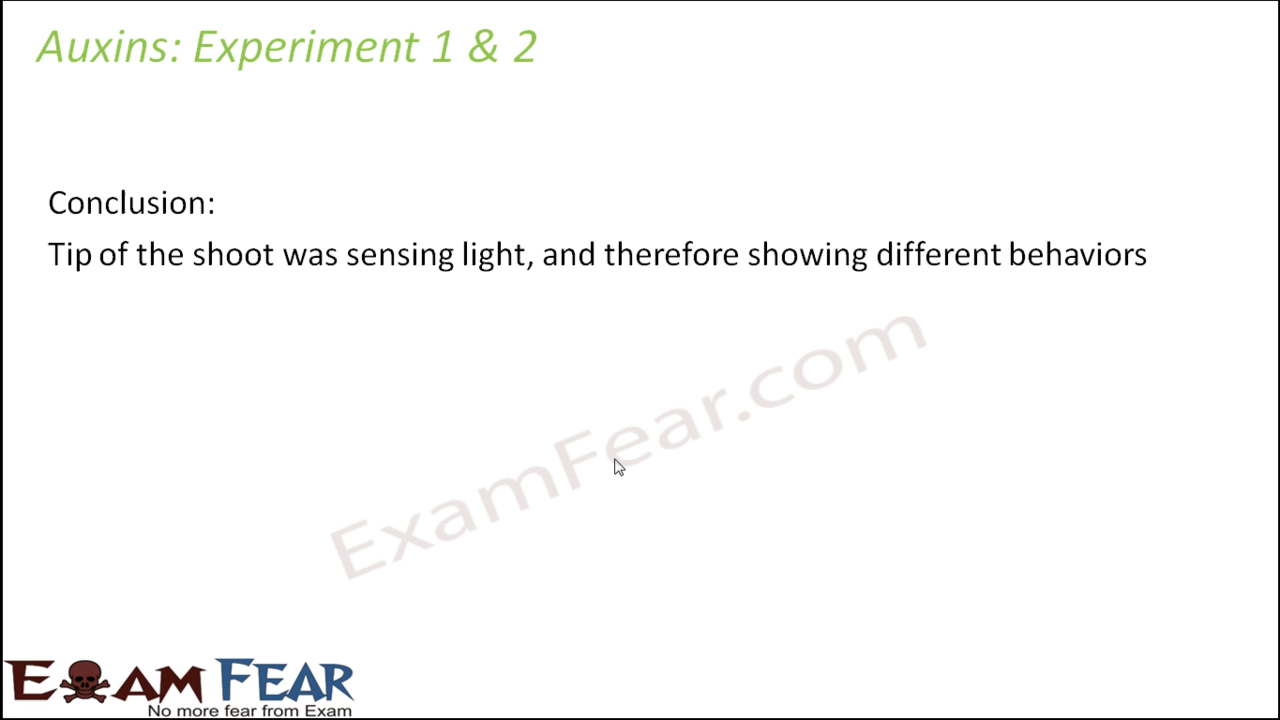 Auxins: Experiment 1 & 2
Conclusion:
Tip of the shoot was sensing light, and therefore showing different behaviors
ExamFear.com
EXAM FEAR
No more fear from Exam